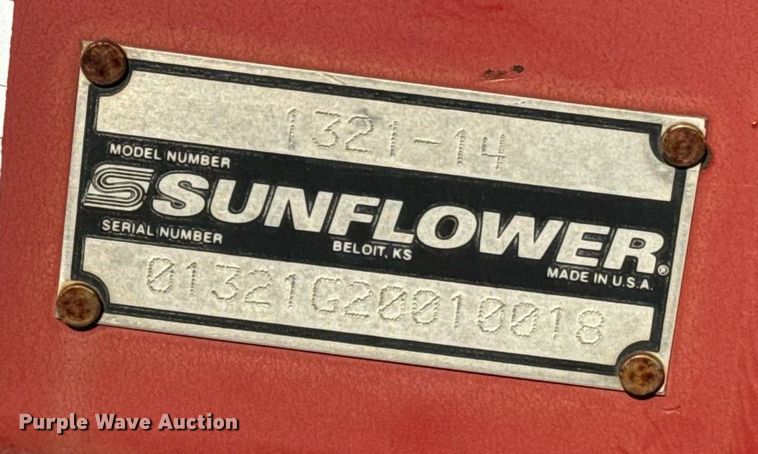 1321-14
MODEL NUMBER
SUNFLOWER®
SERIAL NUMBER
BELOIT, KS
MADE IN U.S.A.
01321G20010018
Purple Wave Auction